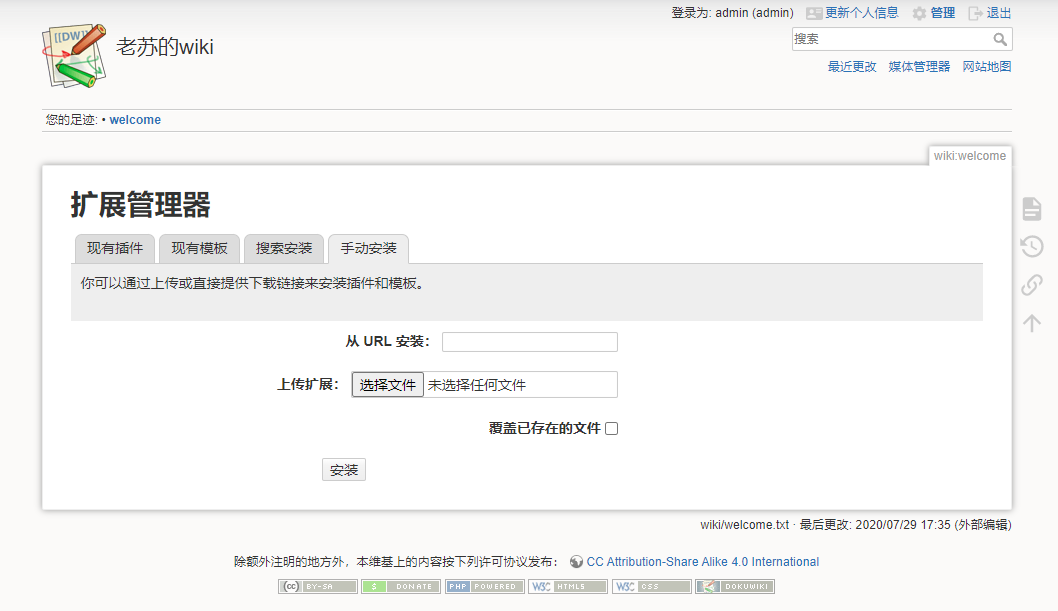 登录为: admin (admin) 更新个人信息 管理 退出
[[DW]]
老苏的wiki
搜索
最近更改 媒体管理器 网站地图
您的足迹: • welcome
wiki:welcome
扩展管理器
现有插件 现有模板 搜索安装 手动安装
你可以通过上传或直接提供下载链接来安装插件和模板。
从 URL 安装：
上传扩展： 选择文件 未选择任何文件
覆盖已存在的文件
安装
wiki/welcome.txt · 最后更改: 2020/07/29 17:35 (外部编辑)
除额外注明的地方外，本维基上的内容按下列许可协议发布： CC Attribution-Share Alike 4.0 International
cc BY-SA $ DONATE PHP POWERED W3C HTML5 W3C CSS DOKUWIKI